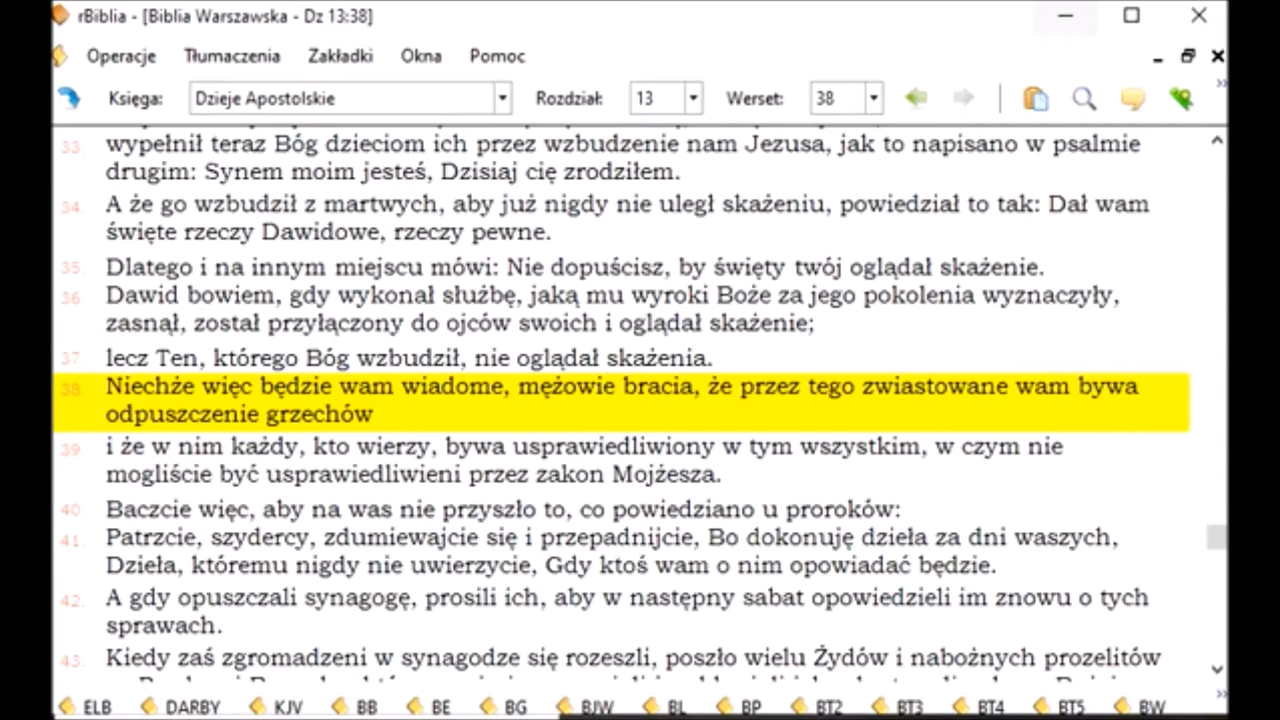 rBiblia - [Biblia Warszawska - Dz 13:38]
Operacje Tłumaczenia Zakładki Okna Pomoc
Księga: Dzieje Apostolskie Rozdział: 13 Werset: 38
33. wypełnił teraz Bóg dzieciom ich przez wzbudzenie nam Jezusa, jak to napisano w psalmie
drugim: Synem moim jesteś, Dzisiaj cię zrodziłem.
34. A że go wzbudził z martwych, aby już nigdy nie uległ skażeniu, powiedział to tak: Dał wam
święte rzeczy Dawidowe, rzeczy pewne.
35. Dlatego i na innym miejscu mówi: Nie dopuścisz, by święty twój oglądał skażenie.
36. Dawid bowiem, gdy wykonał służbę, jaką mu wyroki Boże za jego pokolenia wyznaczyły,
zasnął, został przyłączony do ojców swoich i oglądał skażenie;
37. lecz Ten, którego Bóg wzbudził, nie oglądał skażenia.
38. Niechże więc będzie wam wiadome, mężowie bracia, że przez tego zwiastowane wam bywa
odpuszczenie grzechów
39. i że w nim każdy, kto wierzy, bywa usprawiedliwiony w tym wszystkim, w czym nie
mogliście być usprawiedliwieni przez zakon Mojżesza.
40. Baczcie więc, aby na was nie przyszło to, co powiedziano u proroków:
41. Patrzcie, szydercy, zdumiewajcie się i przepadnijcie, Bo dokonuję dzieła za dni waszych,
Dzieła, któremu nigdy nie uwierzycie, Gdy ktoś wam o nim opowiadać będzie.
42. A gdy opuszczali synagogę, prosili ich, aby w następny sabat opowiedzieli im znowu o tych
sprawach.
43. Kiedy zaś zgromadzeni w synagodze się rozeszli, poszło wielu Żydów i nabożnych prozelitów
ELB DARBY KJV BB BE BG BJW BL BP BT2 BT3 BT4 BT5 BW